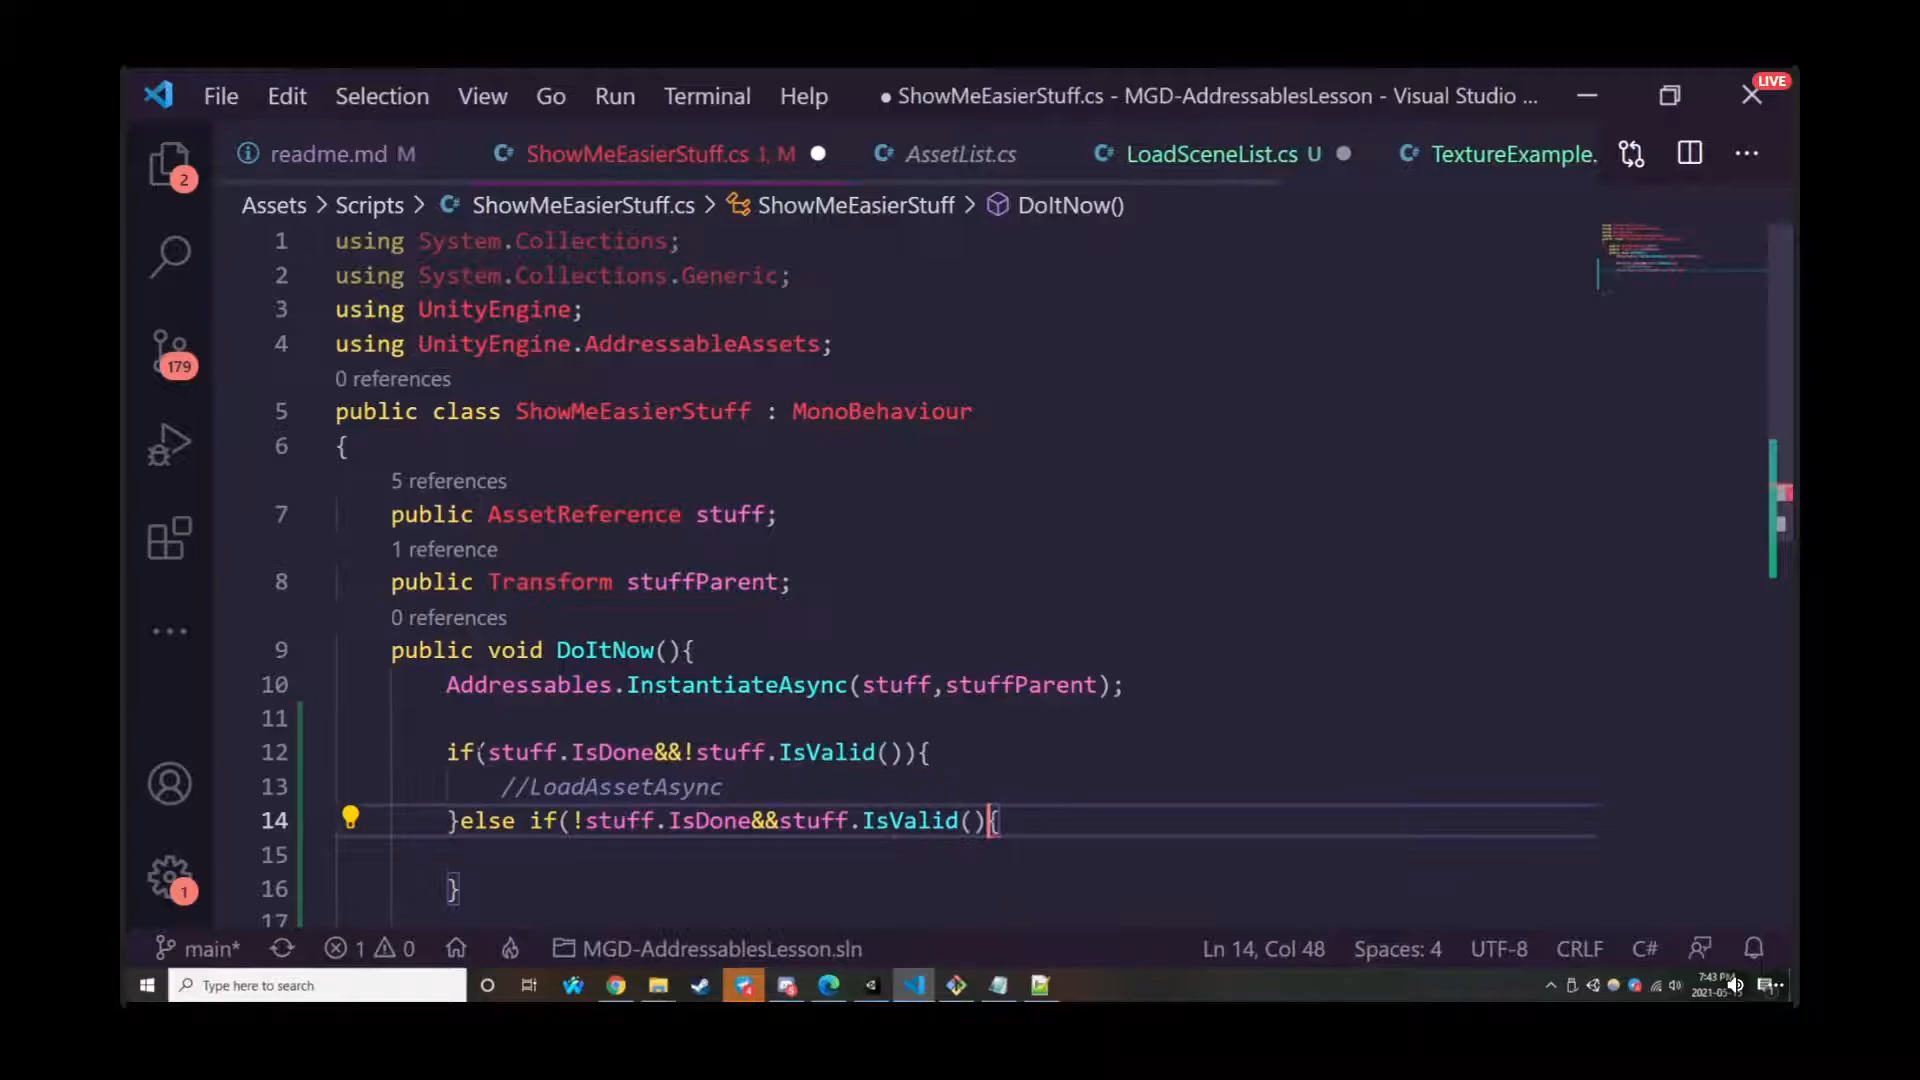 File Edit Selection View Go Run Terminal Help ● ShowMeEasierStuff.cs - MGD-AddressablesLesson - Visual Studio ...
LIVE
readme.md M C# ShowMeEasierStuff.cs 1, M C# AssetList.cs C# LoadSceneList.cs U C# TextureExample.
2
Assets > Scripts > C# ShowMeEasierStuff.cs > ShowMeEasierStuff > DoItNow()
1 using System.Collections;
2 using System.Collections.Generic;
3 using UnityEngine;
4 using UnityEngine.AddressableAssets;
179
0 references
5 public class ShowMeEasierStuff : MonoBehaviour
6 {
5 references
7 public AssetReference stuff;
1 reference
8 public Transform stuffParent;
0 references
9 public void DoItNow(){
10 Addressables.InstantiateAsync(stuff,stuffParent);
11
12 if(stuff.IsDone&&!stuff.IsValid()){
13 //LoadAssetAsync
14 }else if(!stuff.IsDone&&stuff.IsValid(){
15
16 }
1
17
main* 1 0 MGD-AddressablesLesson.sln Ln 14, Col 48 Spaces: 4 UTF-8 CRLF C#
Type here to search
7:43 PM